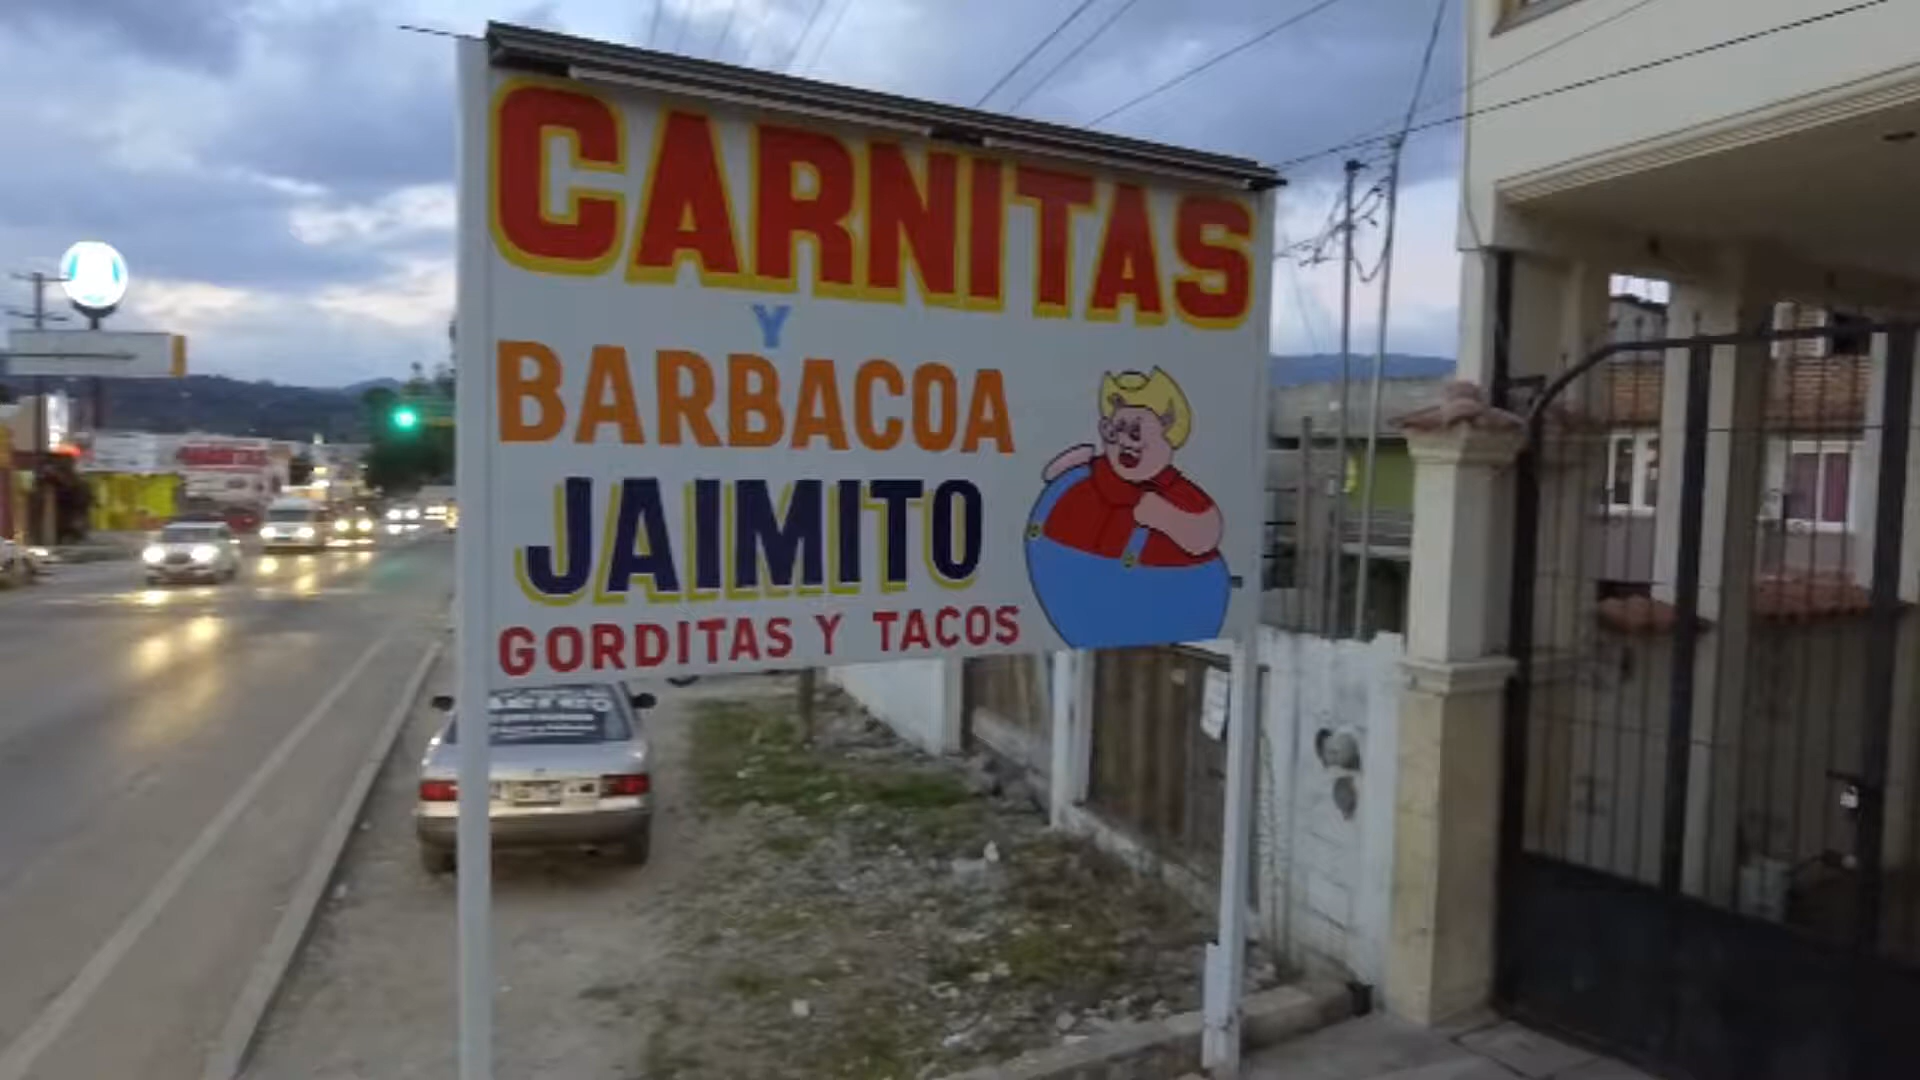 CARNITAS
Y
BARBACOA
JAIMITO
GORDITAS Y TACOS